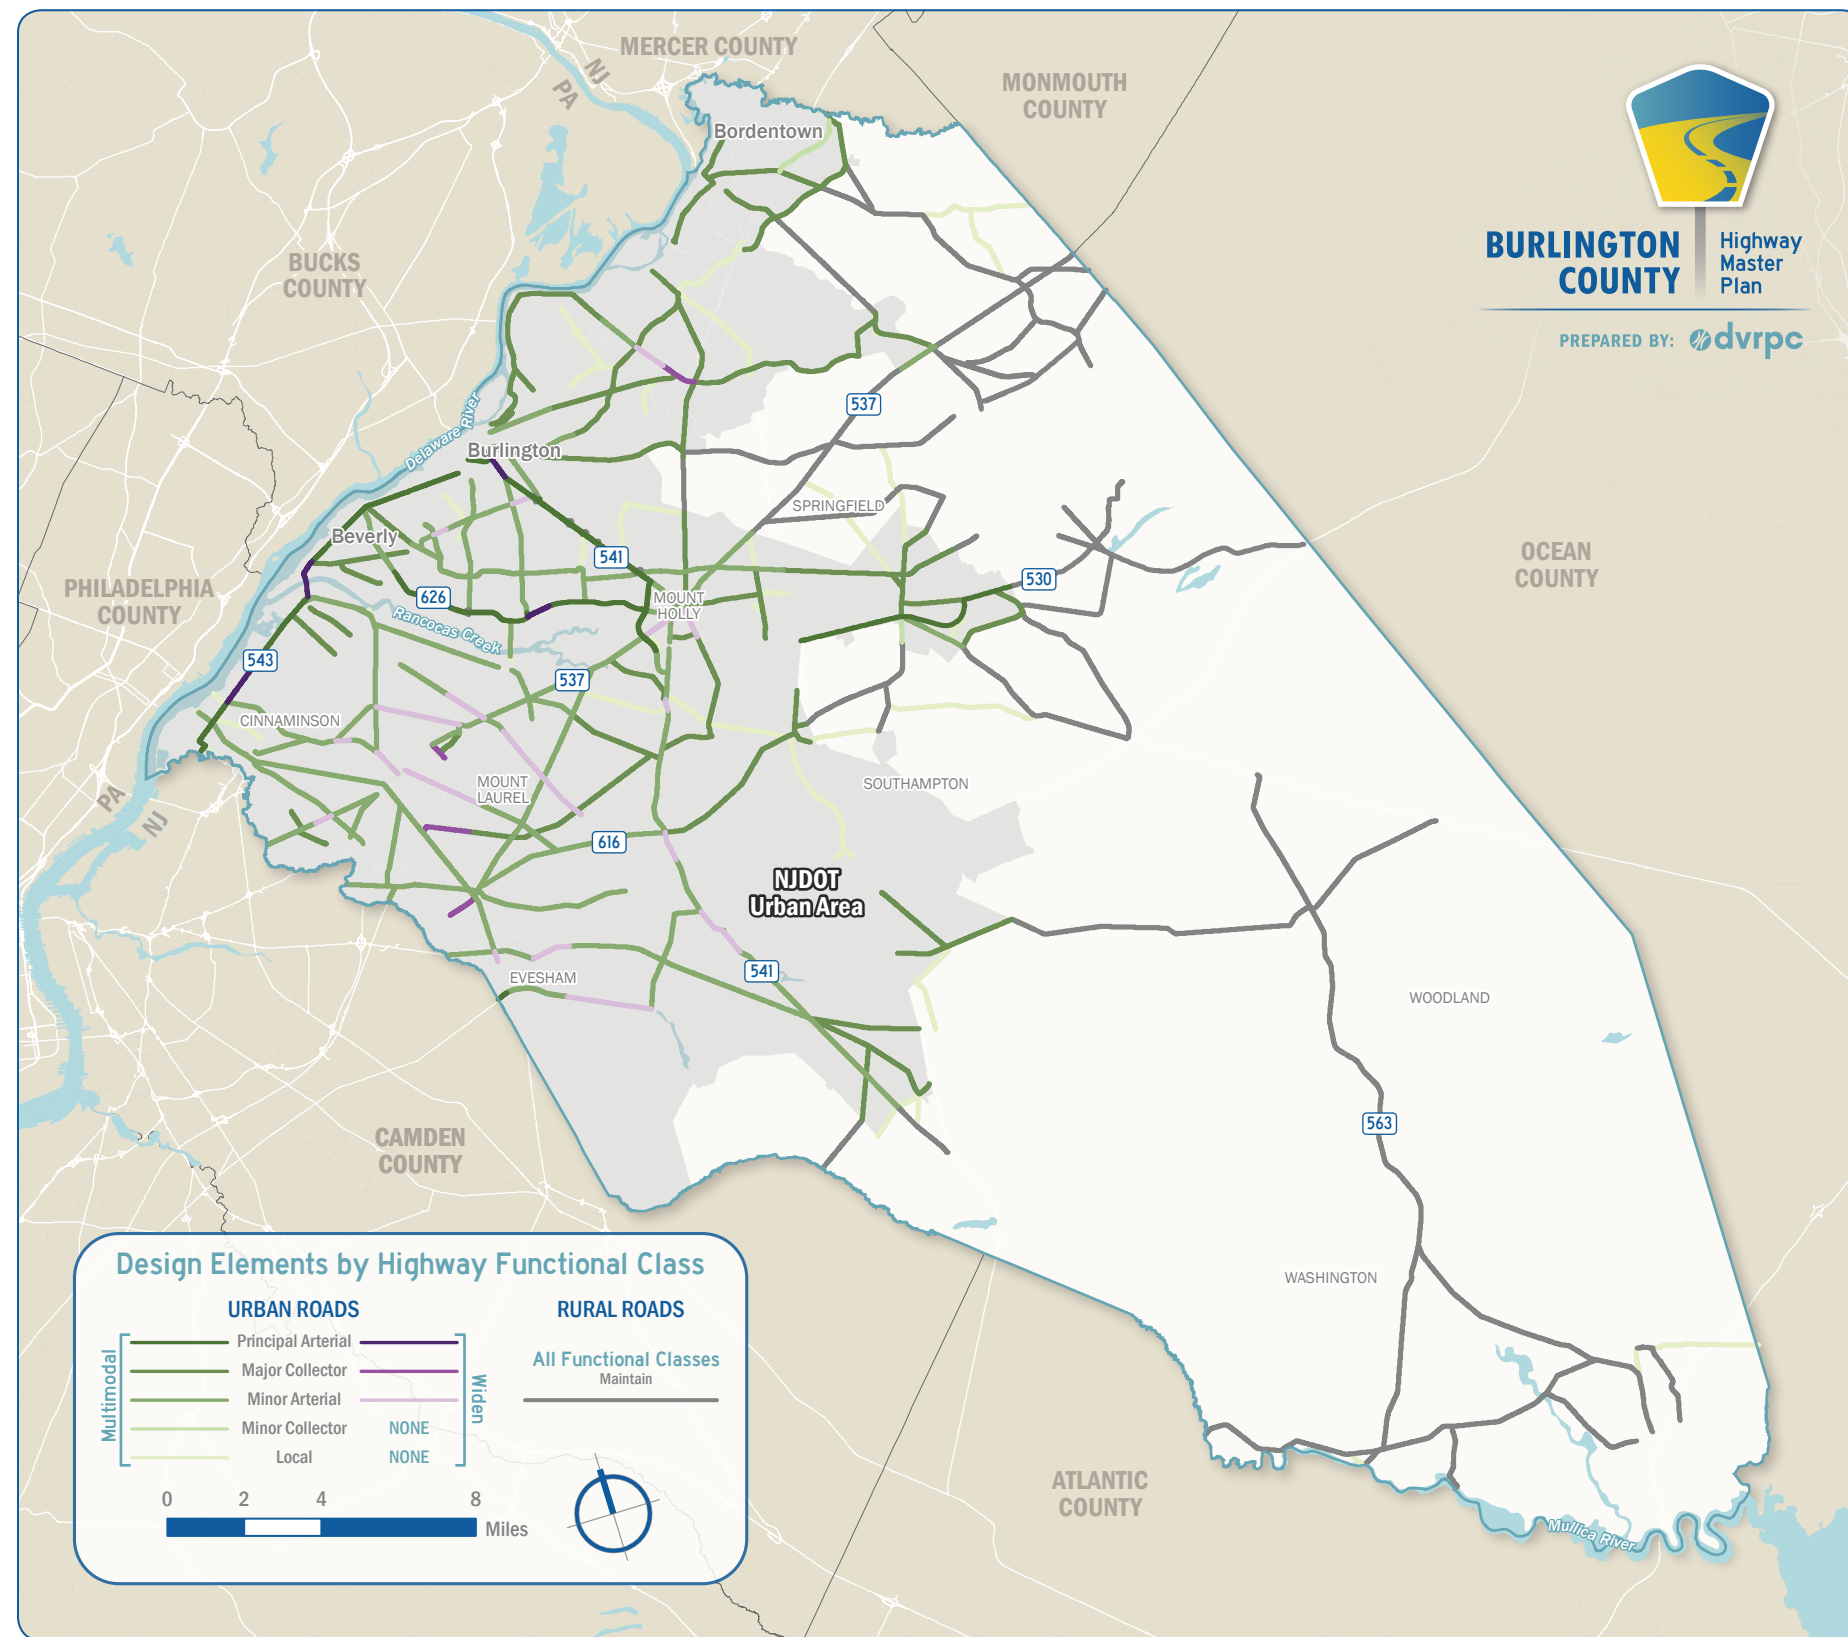 MERCER COUNTY
NJ
PA
MONMOUTH
COUNTY
Bordentown
BURLINGTON
COUNTY
Highway
Master
Plan
PREPARED BY: dvrpc
BUCKS
COUNTY
537
Delaware River
Burlington
SPRINGFIELD
Beverly
541
OCEAN
COUNTY
530
PHILADELPHIA
COUNTY
626
MOUNT
HOLLY
Rancocas Creek
543
537
CINNAMINSON
MOUNT
LAUREL
SOUTHAMPTON
PA
NJ
616
NJDOT
Urban Area
541
EVESHAM
WOODLAND
563
CAMDEN
COUNTY
WASHINGTON
Design Elements by Highway Functional Class
URBAN ROADS
RURAL ROADS
Multimodal
Principal Arterial
Major Collector
Minor Arterial
Minor Collector NONE
Local NONE
Widen
All Functional Classes
Maintain
0 2 4 8
Miles
ATLANTIC
COUNTY
Mullica River